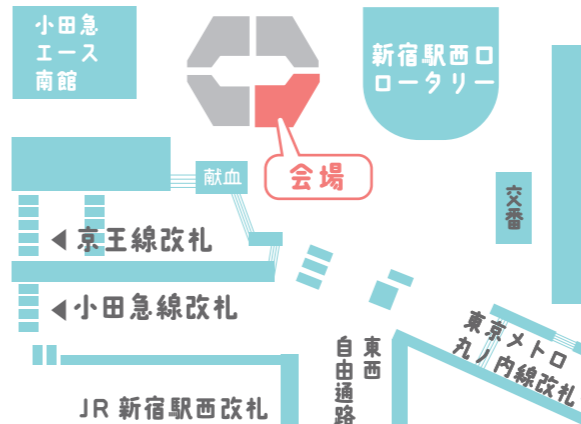 小田急
エース
南館
新宿駅西口
ロータリー
献血
会場
交番
◀京王線改札
◀小田急線改札
東京メトロ
丸ノ内線改札
東西
自由通路
JR 新宿駅西改札